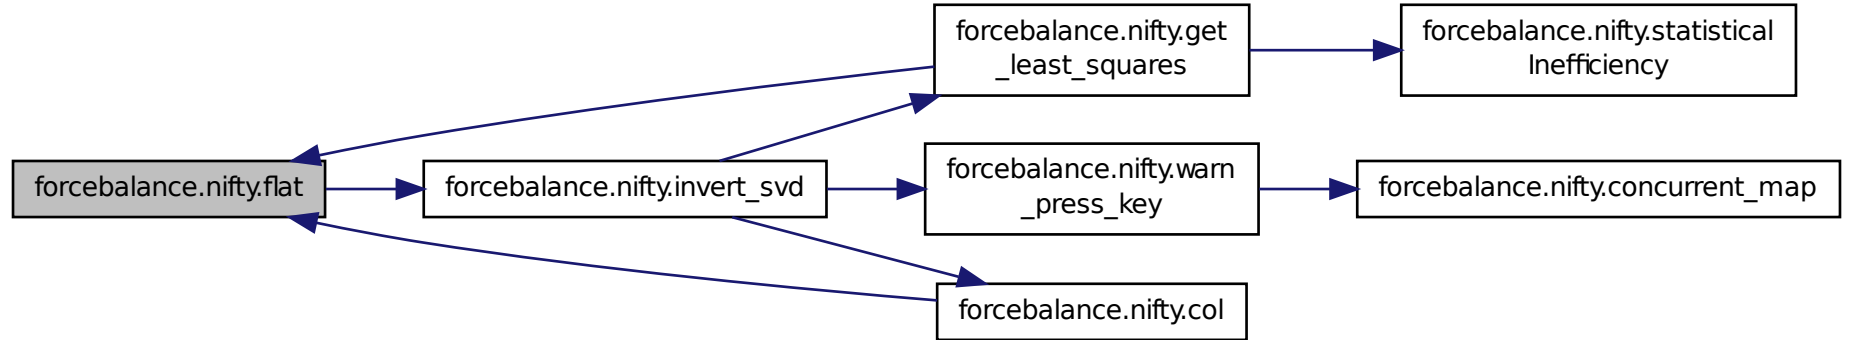 forcebalance.nifty.flat
forcebalance.nifty.invert_svd
forcebalance.nifty.get
_least_squares
forcebalance.nifty.statistical
Inefficiency
forcebalance.nifty.warn
_press_key
forcebalance.nifty.concurrent_map
forcebalance.nifty.col